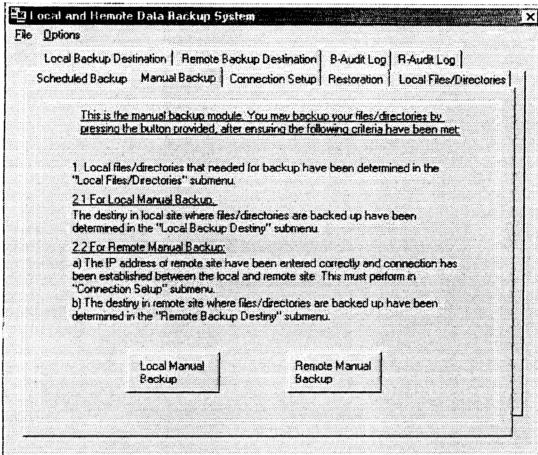 Local and Remote Data Backup System
File Options
Local Backup Destination Remote Backup Destination B-Audit Log R-Audit Log
Scheduled Backup Manual Backup Connection Setup Restoration Local Files/Directories
This is the manual backup module. You may backup your files/directories by
pressing the button provided, after ensuring the following criteria have been met:
1. Local files/directories that needed for backup have been determined in the
"Local Files/Directories" submenu.
2.1 For Local Manual Backup:
The destiny in local site where files/directories are backed up have been
determined in the "Local Backup Destiny" submenu.
2.2 For Remote Manual Backup:
a) The IP address of remote site have been entered correctly and connection has
been established between the local and remote site. This must perform in
"Connection Setup" submenu.
b) The destiny in remote site where files/directories are backed up have been
determined in the "Remote Backup Destiny" submenu.
Local Manual
Backup
Remote Manual
Backup